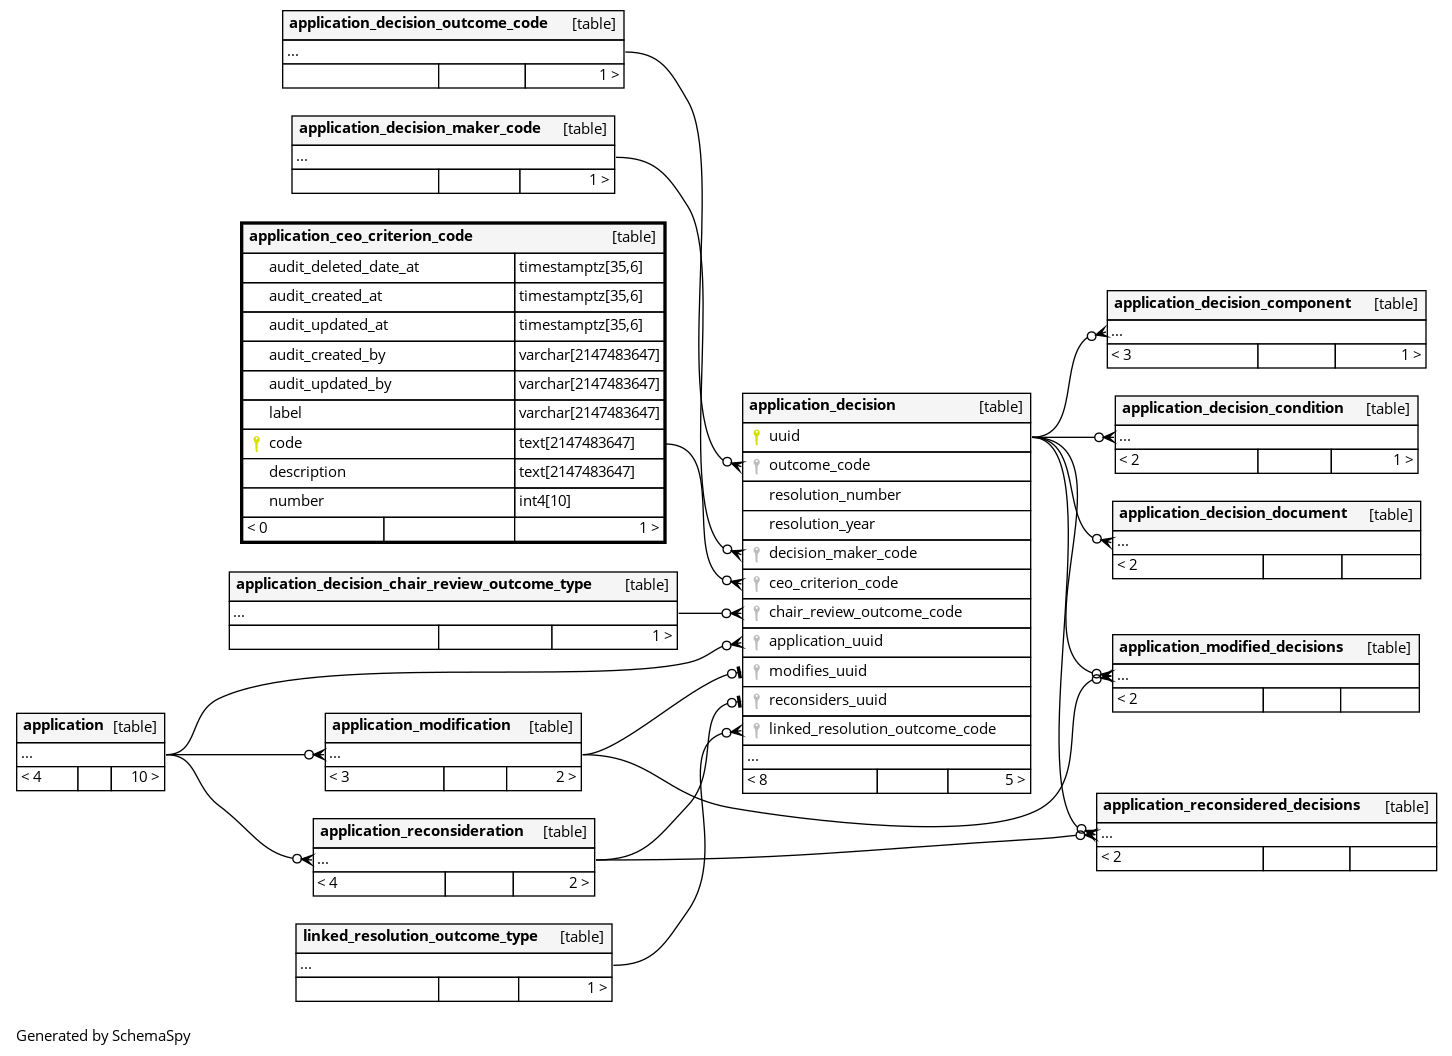 application_decision_outcome_code [table]
...
1 >
application_decision_maker_code [table]
...
1 >
application_ceo_criterion_code [table]
audit_deleted_date_at timestamptz[35,6]
audit_created_at timestamptz[35,6]
audit_updated_at timestamptz[35,6]
audit_created_by varchar[2147483647]
audit_updated_by varchar[2147483647]
label varchar[2147483647]
code text[2147483647]
description text[2147483647]
number int4[10]
< 0 1 >
application_decision_chair_review_outcome_type [table]
...
1 >
application [table]
...
< 4 10 >
application_modification [table]
...
< 3 2 >
application_reconsideration [table]
...
< 4 2 >
linked_resolution_outcome_type [table]
...
1 >
application_decision [table]
uuid
outcome_code
resolution_number
resolution_year
decision_maker_code
ceo_criterion_code
chair_review_outcome_code
application_uuid
modifies_uuid
reconsiders_uuid
linked_resolution_outcome_code
...
< 8 5 >
application_decision_component [table]
...
< 3 1 >
application_decision_condition [table]
...
< 2 1 >
application_decision_document [table]
...
< 2
application_modified_decisions [table]
...
< 2
application_reconsidered_decisions [table]
...
< 2
Generated by SchemaSpy